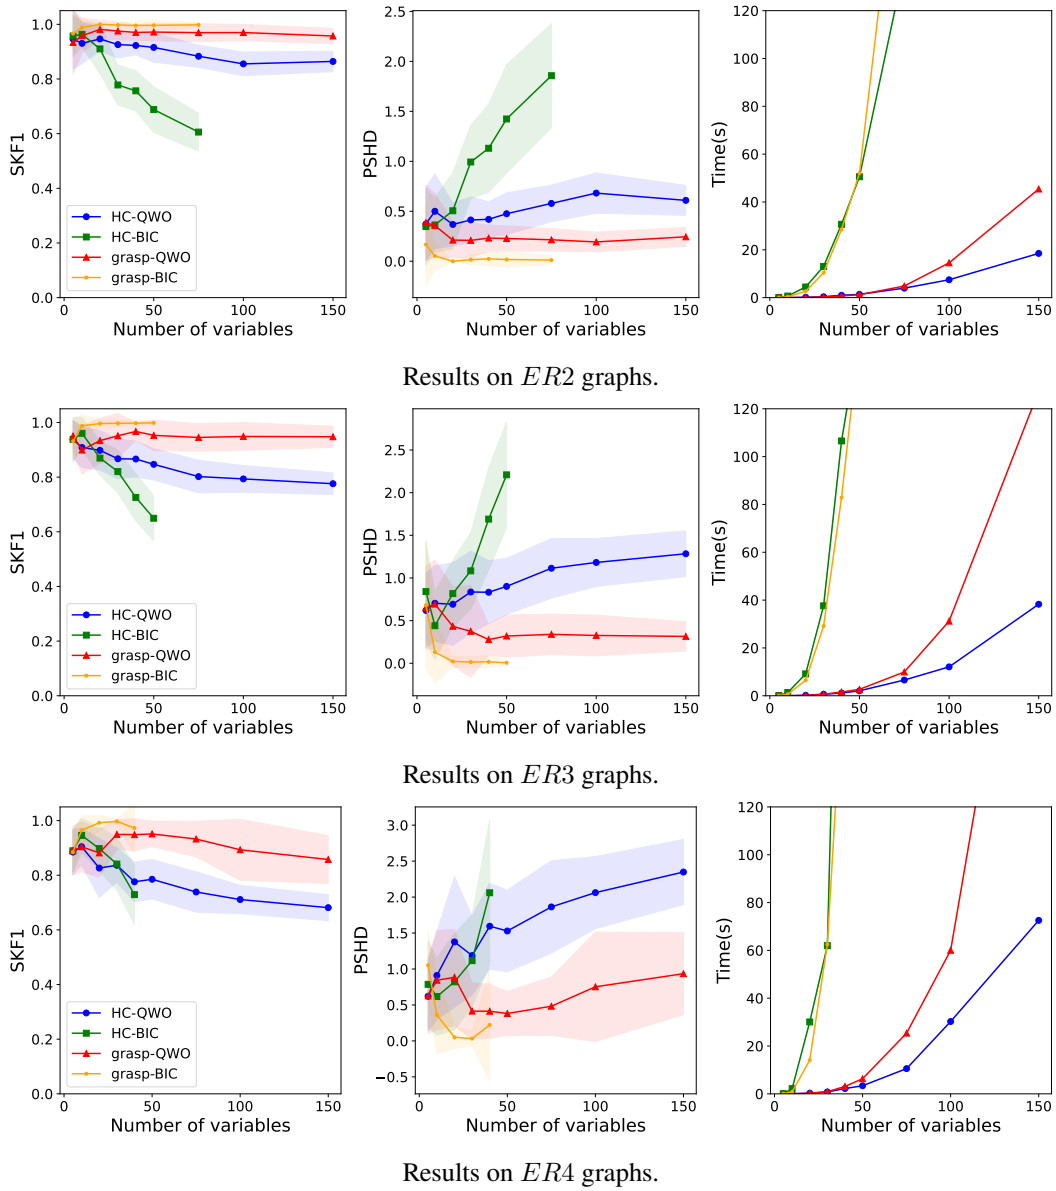 1.0
0.8
0.6
0.4
0.2
0.0
SKF1
HC-QWO
HC-BIC
grasp-QWO
grasp-BIC
0 50 100 150
Number of variables
2.5
2.0
1.5
1.0
0.5
0.0
PSHD
0 50 100 150
Number of variables
120
100
80
60
40
20
0
Time(s)
0 50 100 150
Number of variables
Results on ER2 graphs.
1.0
0.8
0.6
0.4
0.2
0.0
SKF1
HC-QWO
HC-BIC
grasp-QWO
grasp-BIC
0 50 100 150
Number of variables
2.5
2.0
1.5
1.0
0.5
0.0
PSHD
0 50 100 150
Number of variables
120
100
80
60
40
20
0
Time(s)
0 50 100 150
Number of variables
Results on ER3 graphs.
1.0
0.8
0.6
0.4
0.2
0.0
SKF1
HC-QWO
HC-BIC
grasp-QWO
grasp-BIC
0 50 100 150
Number of variables
3.0
2.5
2.0
1.5
1.0
0.5
0.0
−0.5
PSHD
0 50 100 150
Number of variables
120
100
80
60
40
20
0
Time(s)
0 50 100 150
Number of variables
Results on ER4 graphs.